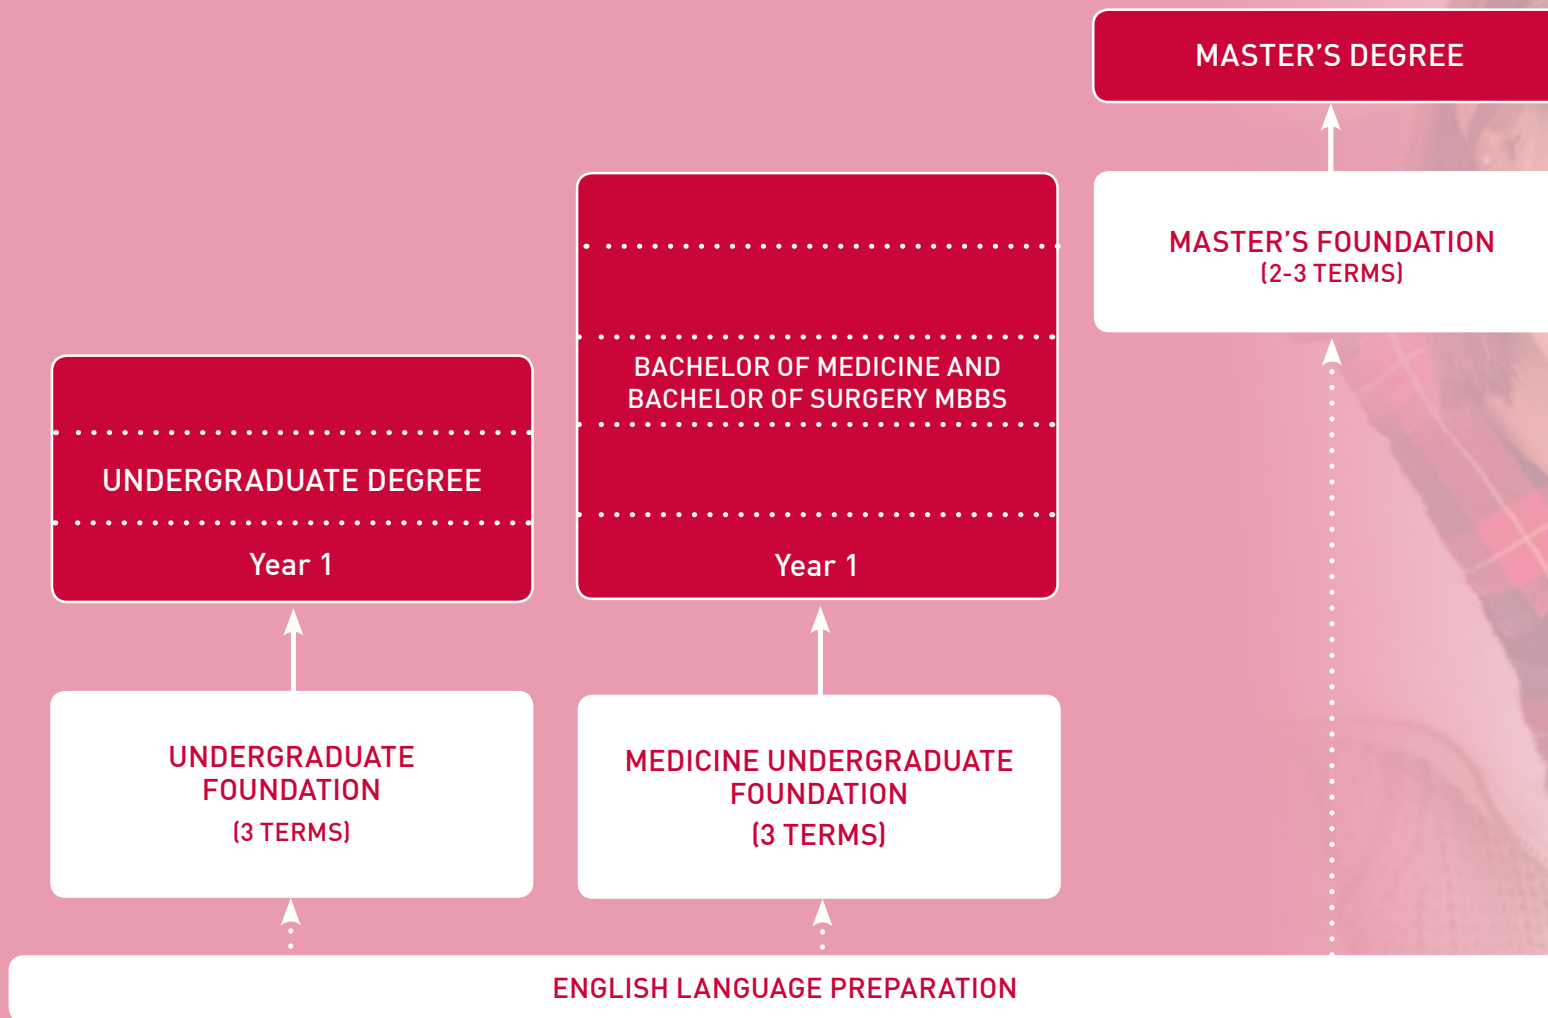 MASTER’S DEGREE
MASTER’S FOUNDATION
(2-3 TERMS)
BACHELOR OF MEDICINE AND
BACHELOR OF SURGERY MBBS
Year 1
UNDERGRADUATE DEGREE
Year 1
UNDERGRADUATE
FOUNDATION
(3 TERMS)
MEDICINE UNDERGRADUATE
FOUNDATION
(3 TERMS)
ENGLISH LANGUAGE PREPARATION